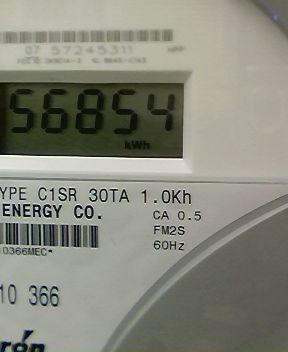 07 57245311
56854
kWh
YPE C1SR 30TA 1.0Kh
ENERGY CO.
CA 0.5
FM2S
60Hz
0366MEC*
10 366
rón